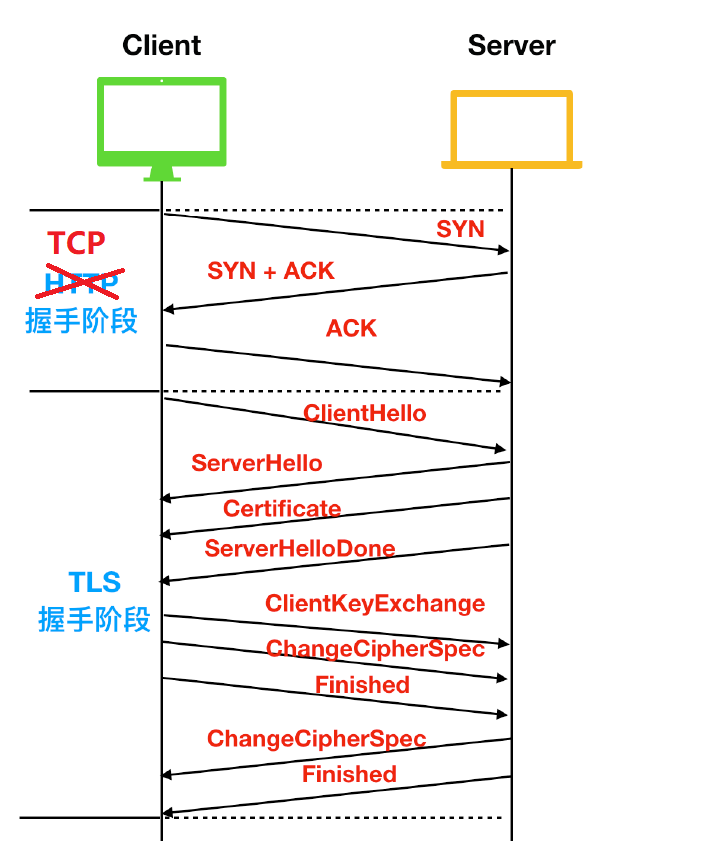 Client
Server
SYN
TCP
SYN + ACK
HTTP
握手阶段
ACK
ClientHello
ServerHello
Certificate
ServerHelloDone
TLS
握手阶段
ClientKeyExchange
ChangeCipherSpec
Finished
ChangeCipherSpec
Finished